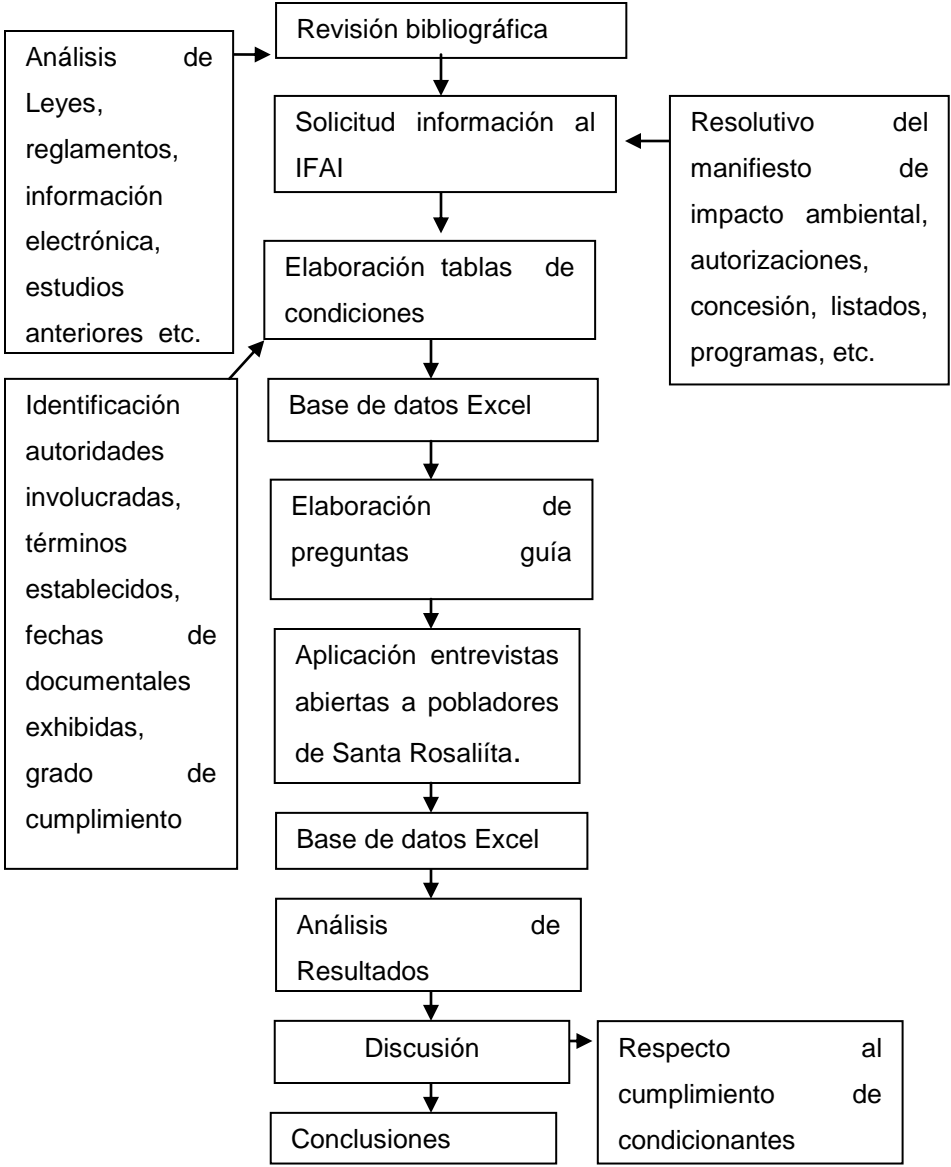 Revisión bibliográfica
Análisis de
Leyes,
reglamentos,
información
electrónica,
estudios
anteriores etc.
Solicitud información al
IFAI
Resolutivo del
manifiesto de
impacto ambiental,
autorizaciones,
concesión, listados,
programas, etc.
Elaboración tablas de
condiciones
Identificación
autoridades
involucradas,
términos
establecidos,
fechas de
documentales
exhibidas,
grado de
cumplimiento
Base de datos Excel
Elaboración de
preguntas guía
Aplicación entrevistas
abiertas a pobladores
de Santa Rosaliíta.
Base de datos Excel
Análisis de
Resultados
Discusión
Respecto al
cumplimiento de
condicionantes
Conclusiones